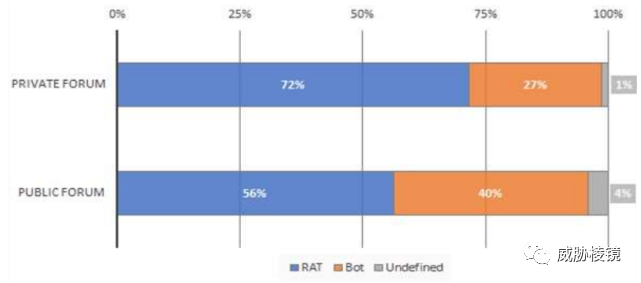 0% 25% 50% 75% 100%
PRIVATE FORUM 72% 27% 1%
PUBLIC FORUM 56% 40% 4%
RAT Bot Undefined
威胁棱镜